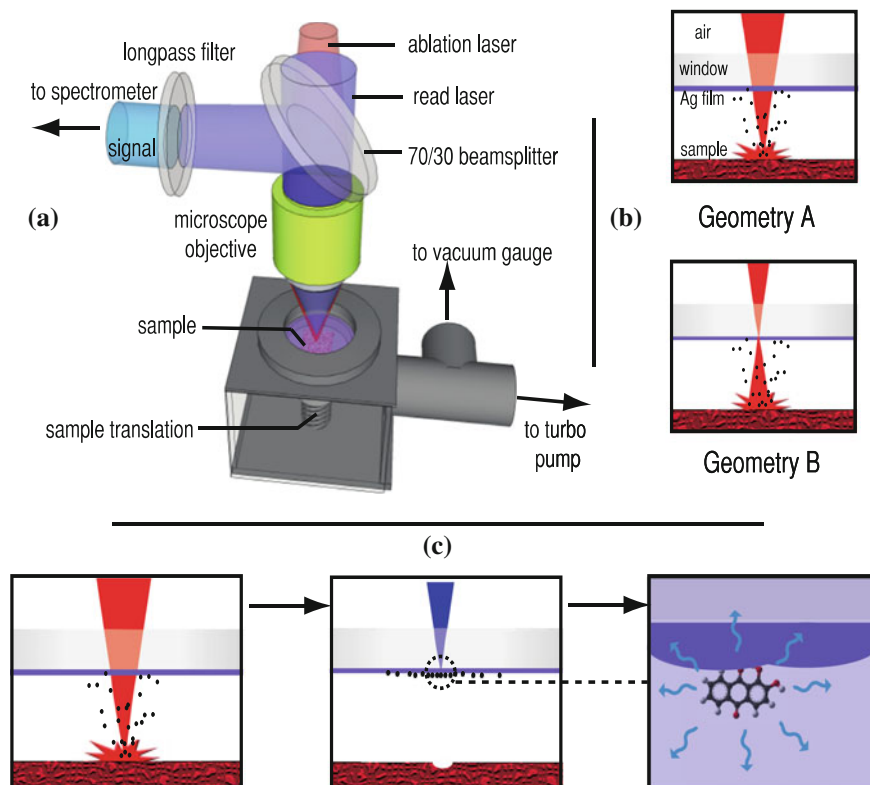 longpass filter
ablation laser
to spectrometer
read laser
signal
70/30 beamsplitter
(a)
microscope
objective
to vacuum gauge
sample
sample translation
to turbo
pump
air
window
Ag film
sample
(b)
Geometry A
Geometry B
(c)